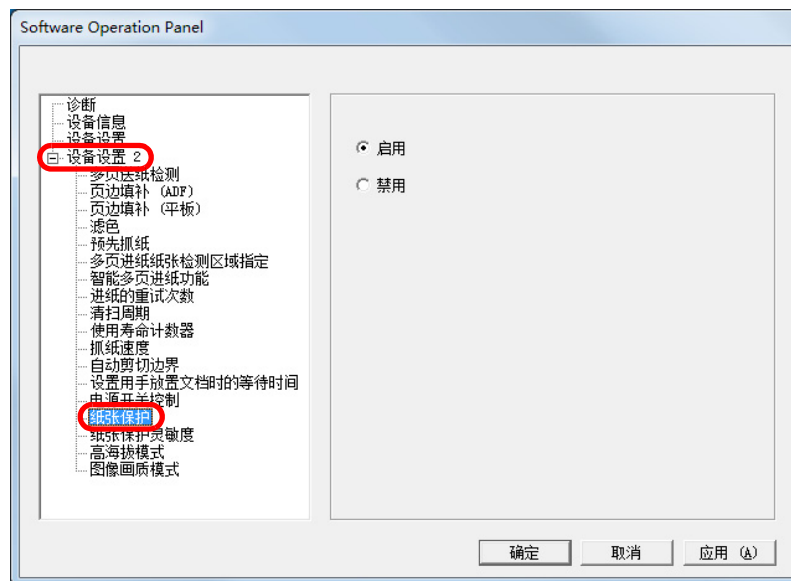 Software Operation Panel
诊断
设备信息
设备设置
设备设置 2
多页送纸检测
页边填补 (ADF)
页边填补 (平板)
滤色
预先抓纸
多页进纸纸张检测区域指定
智能多页进纸功能
进纸的重试次数
清扫周期
使用寿命计数器
抓纸速度
自动剪切边界
设置用手放置文档时的等待时间
电源开关控制
纸张保护
纸张保护灵敏度
高海拔模式
图像画质模式
启用
禁用
确定 取消 应用 (A)